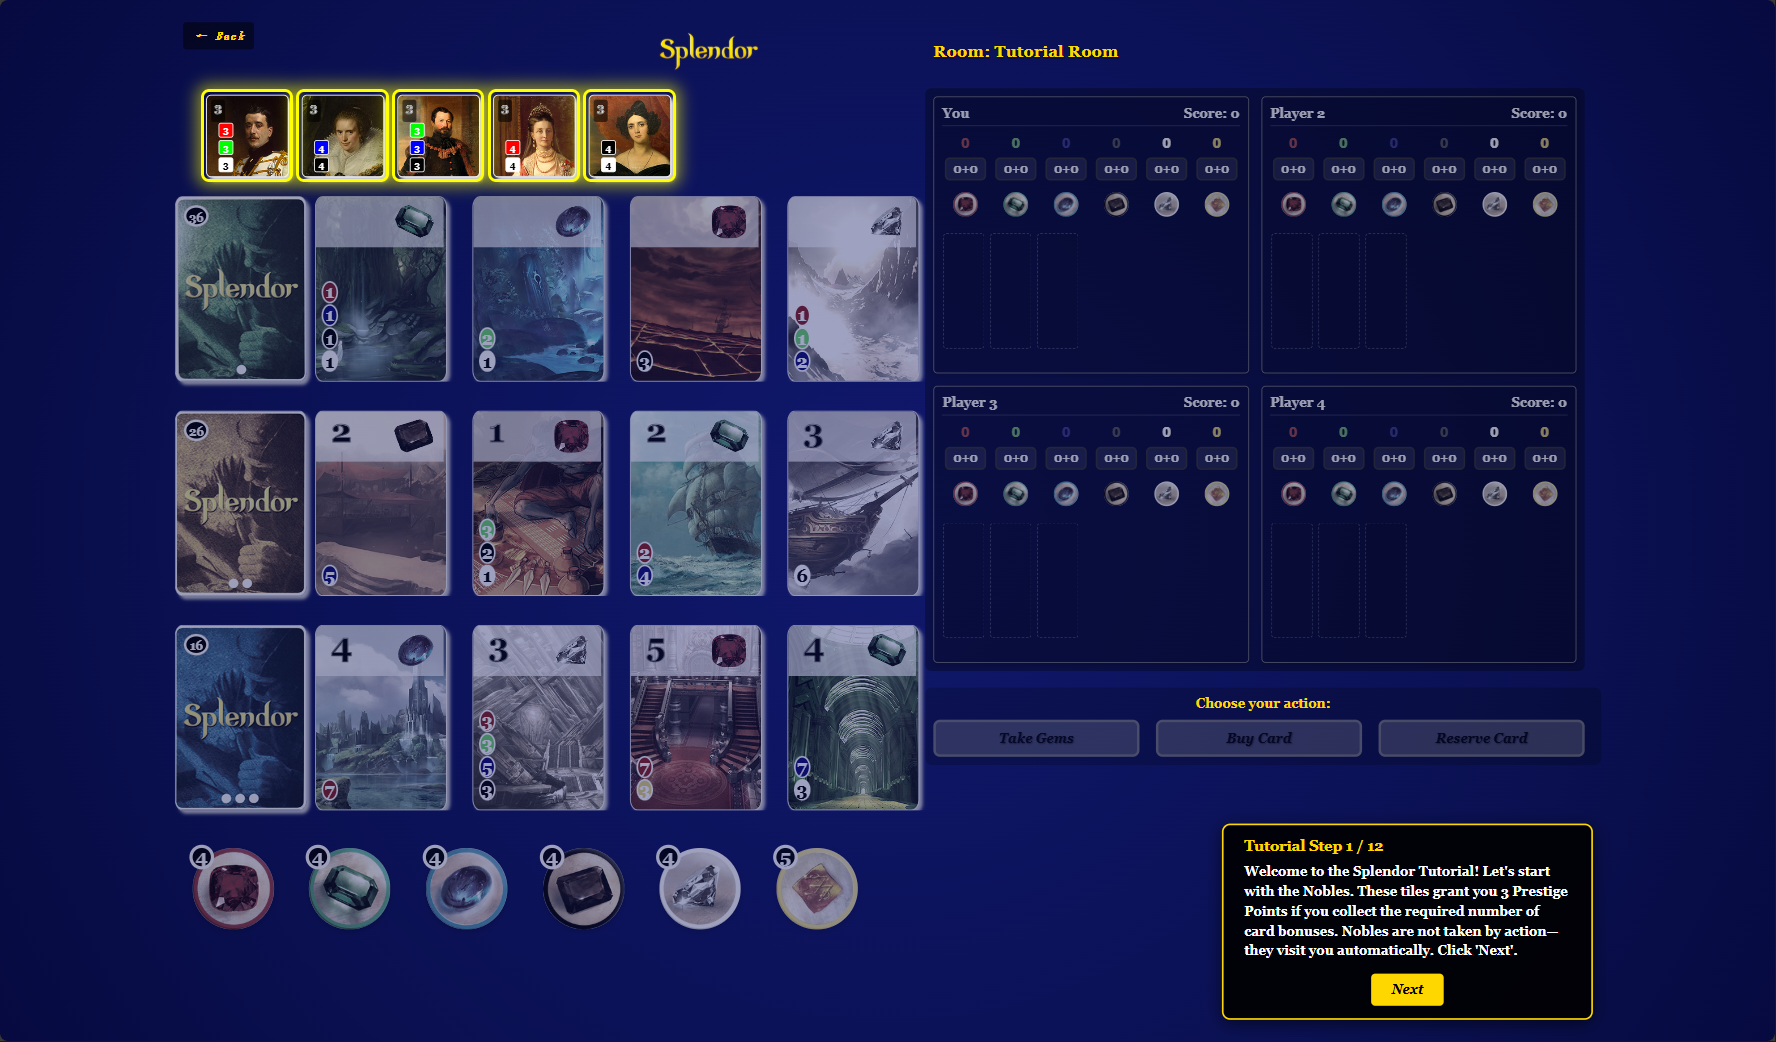 ← Back
Splendor
Room: Tutorial Room
3
3
3
3
3
4
4
3
3
3
3
3
4
4
3
4
4
36
Splendor
1
1
1
1
2
1
3
1
1
2
26
Splendor
2
5
1
3
2
1
2
2
4
3
6
16
Splendor
4
7
3
3
3
5
3
5
7
3
4
7
3
4
4
4
4
4
5
You Score: 0
0 0 0 0 0 0
0+0 0+0 0+0 0+0 0+0 0+0
Player 2 Score: 0
0 0 0 0 0 0
0+0 0+0 0+0 0+0 0+0 0+0
Player 3 Score: 0
0 0 0 0 0 0
0+0 0+0 0+0 0+0 0+0 0+0
Player 4 Score: 0
0 0 0 0 0 0
0+0 0+0 0+0 0+0 0+0 0+0
Choose your action:
Take Gems Buy Card Reserve Card
Tutorial Step 1 / 12
Welcome to the Splendor Tutorial! Let's start
with the Nobles. These tiles grant you 3 Prestige
Points if you collect the required number of
card bonuses. Nobles are not taken by action—
they visit you automatically. Click 'Next'.
Next